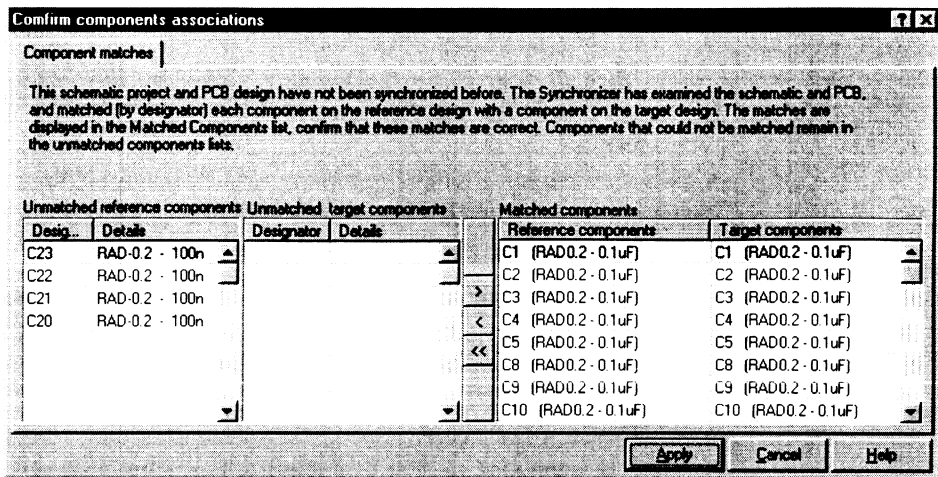 Comfirm components associations
Component matches
This schematic project and PCB design have not been synchronized before. The Synchronizer has examined the schematic and PCB,
and matched (by designator) each component on the reference design with a component on the target design. The matches are
displayed in the Matched Components list, confirm that these matches are correct. Components that could not be matched remain in
the unmatched components lists.
Unmatched reference components Unmatched target components Matched components
Desig... Details Designator Details Reference components Target components
C23 RAD-0.2 - 100n C1 (RAD0.2 - 0.1uF) C1 (RAD0.2 - 0.1uF)
C22 RAD-0.2 - 100n C2 (RAD0.2 - 0.1uF) C2 (RAD0.2 - 0.1uF)
C21 RAD-0.2 - 100n > C3 (RAD0.2 - 0.1uF) C3 (RAD0.2 - 0.1uF)
C20 RAD-0.2 - 100n < C4 (RAD0.2 - 0.1uF) C4 (RAD0.2 - 0.1uF)
<< C5 (RAD0.2 - 0.1uF) C5 (RAD0.2 - 0.1uF)
C8 (RAD0.2 - 0.1uF) C8 (RAD0.2 - 0.1uF)
C9 (RAD0.2 - 0.1uF) C9 (RAD0.2 - 0.1uF)
C10 (RAD0.2 - 0.1uF) C10 (RAD0.2 - 0.1uF)
Apply Cancel Help